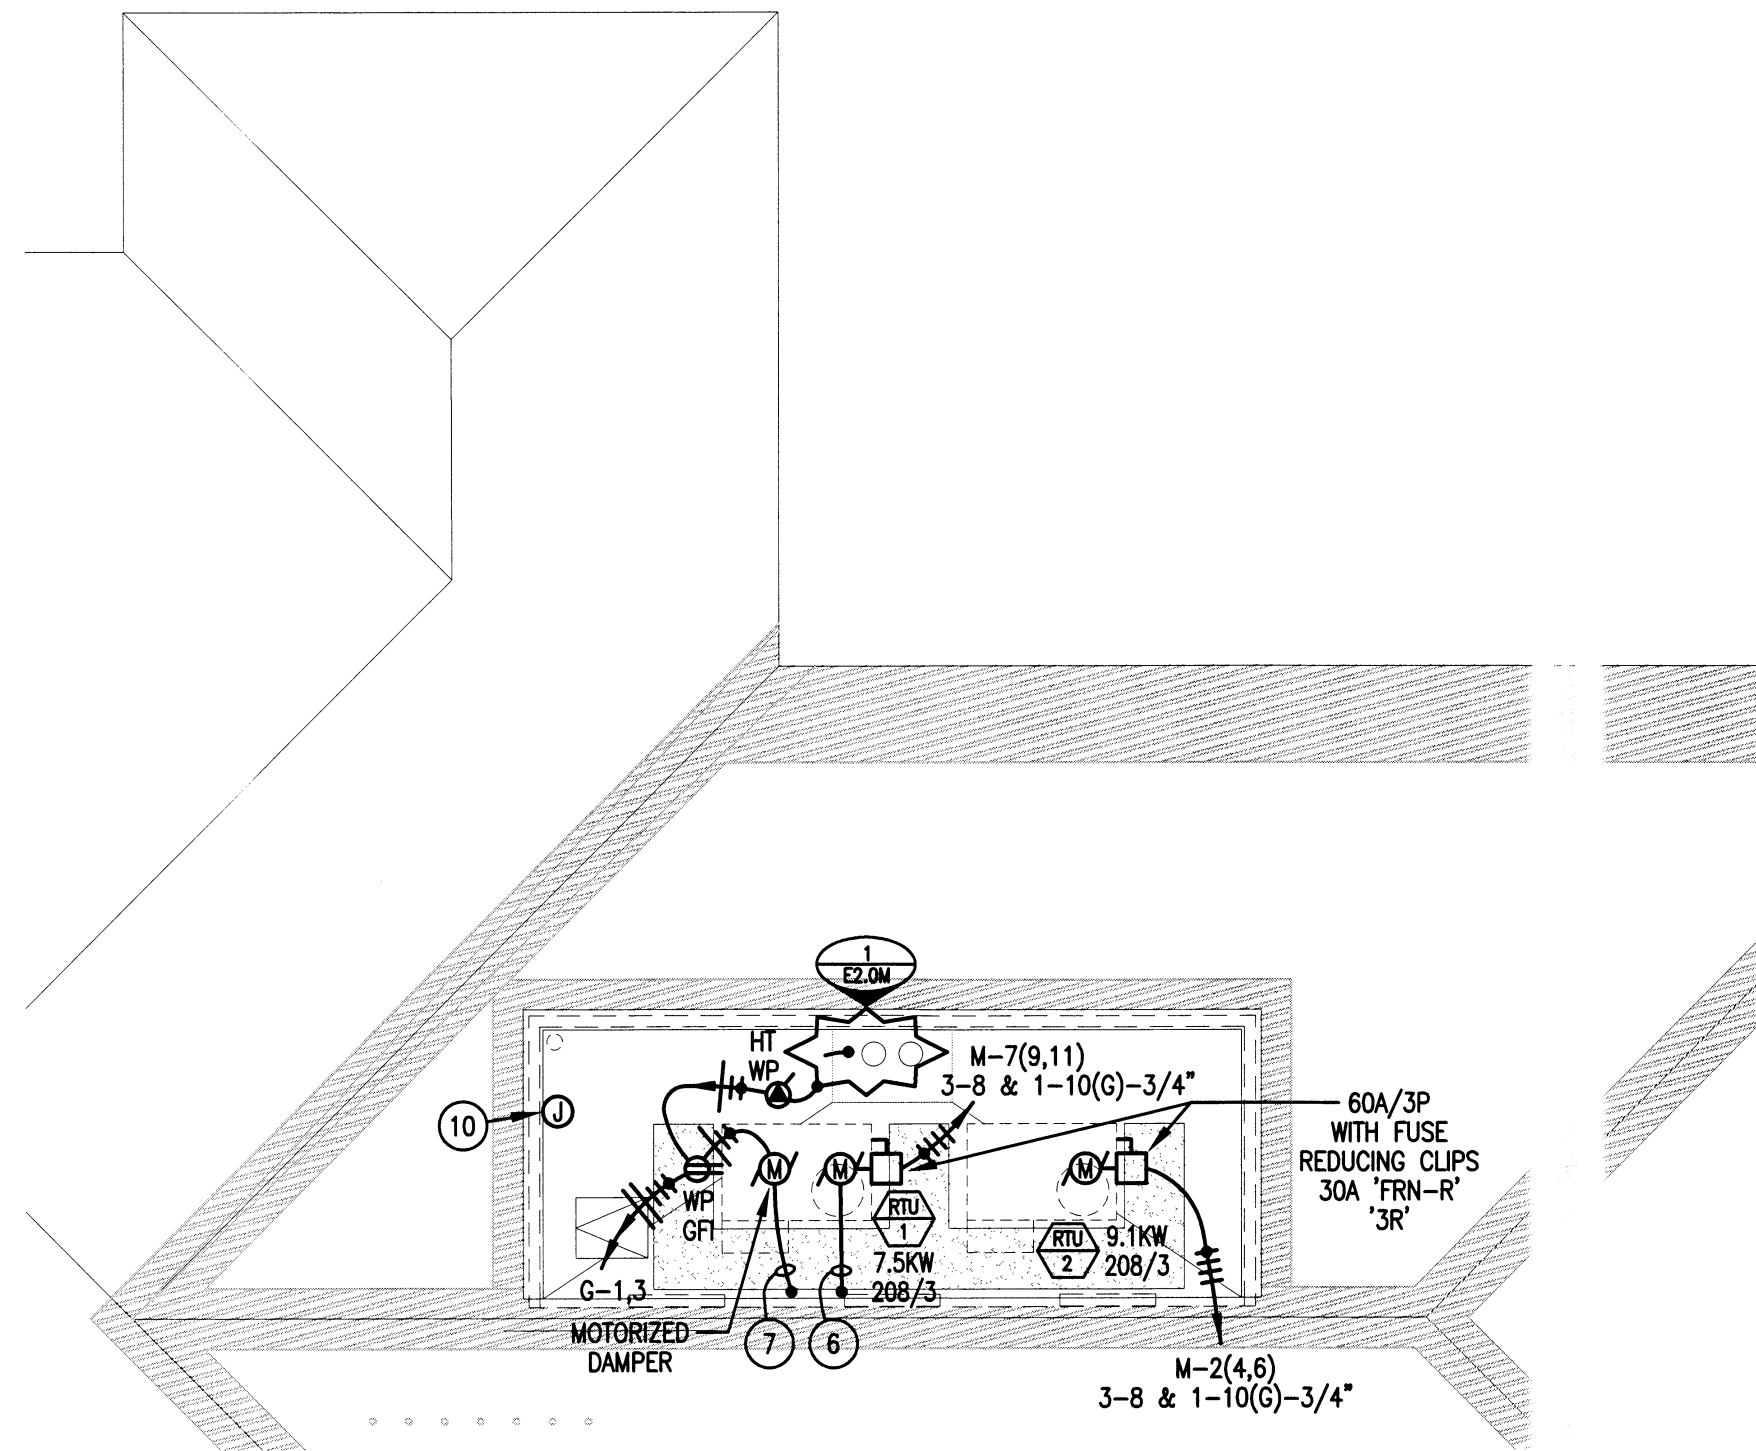 1
E2.0M
HT
WP
M-7(9,11)
3-8 & 1-10(G)-3/4"
10
J
60A/3P
WITH FUSE
REDUCING CLIPS
30A 'FRN-R'
'3R'
M
M
M
WP
GFI
RTU
1
7.5KW
208/3
RTU
2
9.1KW
208/3
G-1,3
MOTORIZED
DAMPER
7
6
M-2(4,6)
3-8 & 1-10(G)-3/4"